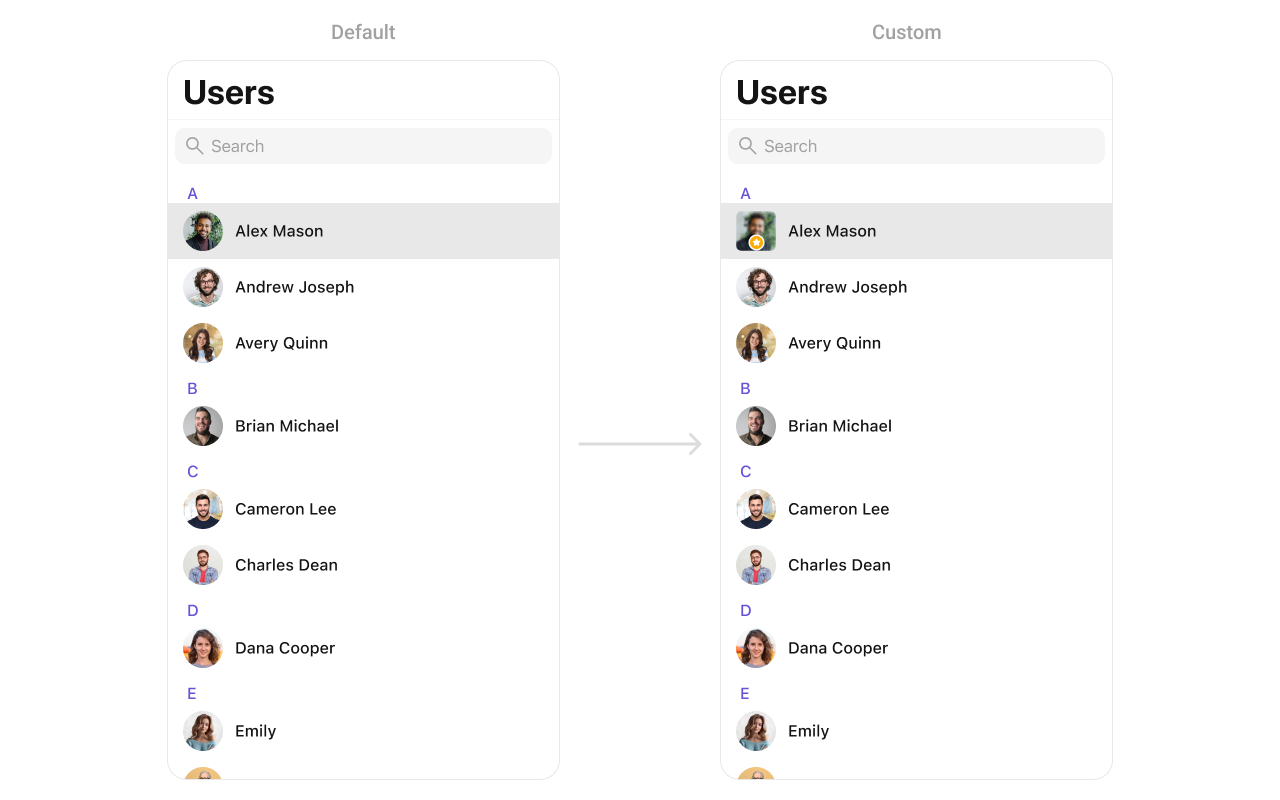 Default
Users
Search
A
Alex Mason
Andrew Joseph
Avery Quinn
B
Brian Michael
C
Cameron Lee
Charles Dean
D
Dana Cooper
E
Emily
Custom
Users
Search
A
Alex Mason
Andrew Joseph
Avery Quinn
B
Brian Michael
C
Cameron Lee
Charles Dean
D
Dana Cooper
E
Emily